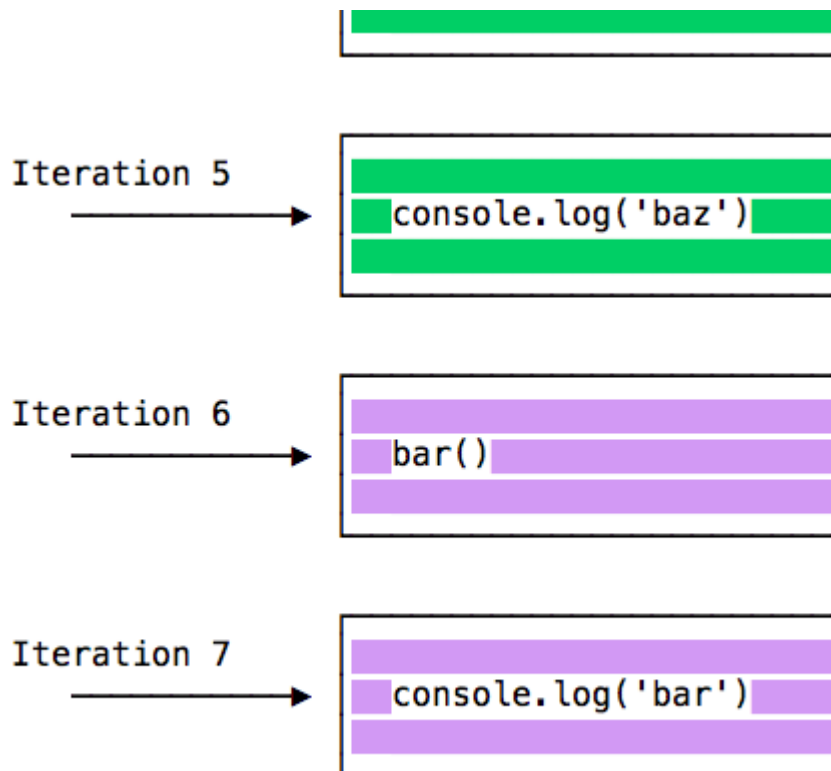 Iteration 5
console.log('baz')
Iteration 6
bar()
Iteration 7
console.log('bar')